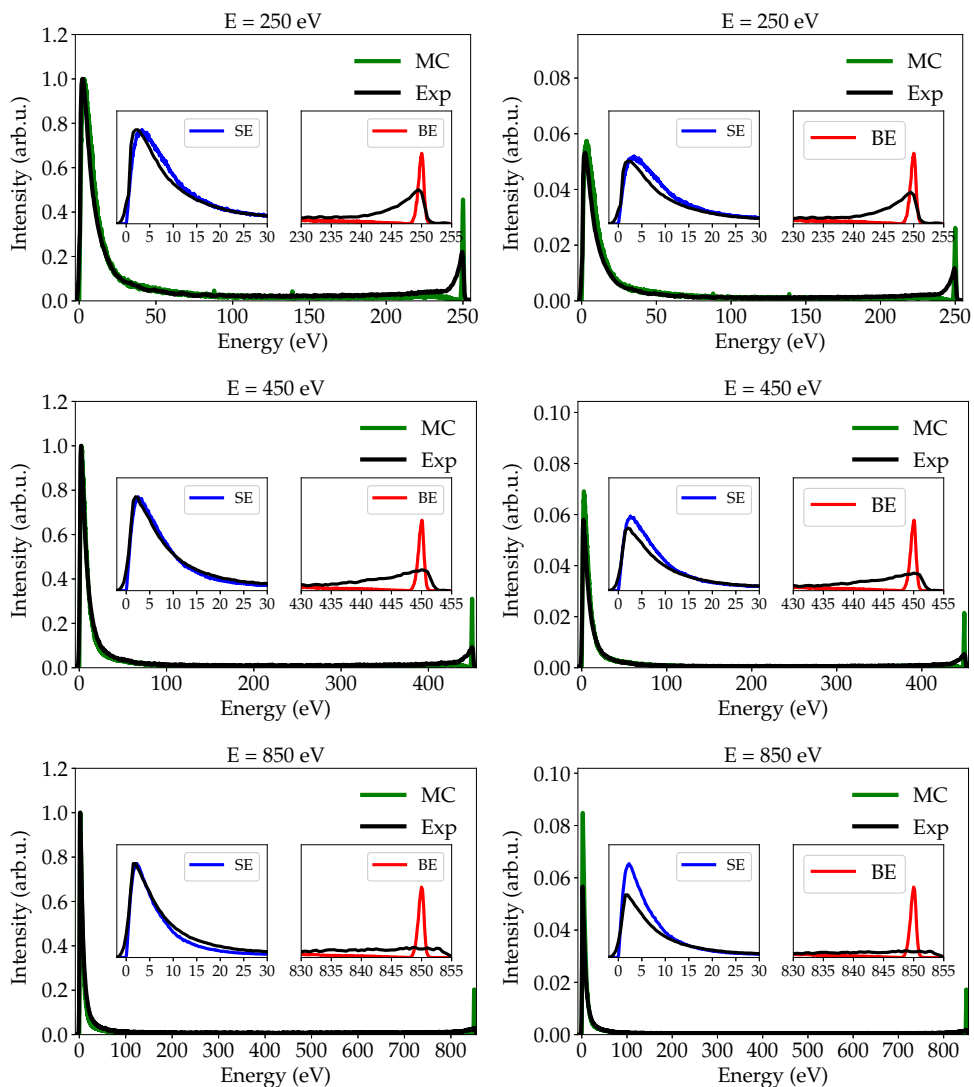 E = 250 eV
Intensity (arb.u.)
1.2
1.0
0.8
0.6
0.4
0.2
0.0
MC
Exp
SE
0 5 10 15 20 25 30
BE
230 235 240 245 250 255
0 50 100 150 200 250
Energy (eV)
E = 250 eV
Intensity (arb.u.)
0.08
0.06
0.04
0.02
0.00
MC
Exp
SE
0 5 10 15 20 25 30
BE
230 235 240 245 250 255
0 50 100 150 200 250
Energy (eV)
E = 450 eV
Intensity (arb.u.)
1.2
1.0
0.8
0.6
0.4
0.2
0.0
MC
Exp
SE
0 5 10 15 20 25 30
BE
430 435 440 445 450 455
0 100 200 300 400
Energy (eV)
E = 450 eV
Intensity (arb.u.)
0.10
0.08
0.06
0.04
0.02
0.00
MC
Exp
SE
0 5 10 15 20 25 30
BE
430 435 440 445 450 455
0 100 200 300 400
Energy (eV)
E = 850 eV
Intensity (arb.u.)
1.2
1.0
0.8
0.6
0.4
0.2
0.0
MC
Exp
SE
0 5 10 15 20 25 30
BE
830 835 840 845 850 855
0 100 200 300 400 500 600 700 800
Energy (eV)
E = 850 eV
Intensity (arb.u.)
0.10
0.08
0.06
0.04
0.02
0.00
MC
Exp
SE
0 5 10 15 20 25 30
BE
830 835 840 845 850 855
0 100 200 300 400 500 600 700 800
Energy (eV)